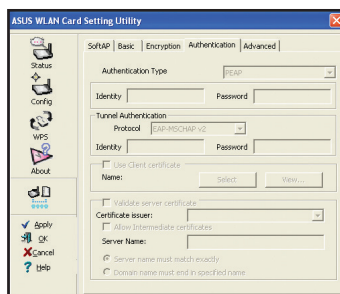 ASUS WLAN Card Setting Utility
SoftAP Basic Encryption Authentication Advanced
Status
Config
WPS
About
Apply
OK
Cancel
Help
Authentication Type PEAP
Identity Password
Tunnel Authentication
Protocol EAP-MSCHAP v2
Identity Password
Use Client certificate
Name: Select View...
Validate server certificate
Certificate issuer:
Allow Intermediate certificates
Server Name:
Server name must match exactly
Domain name must end in specified name